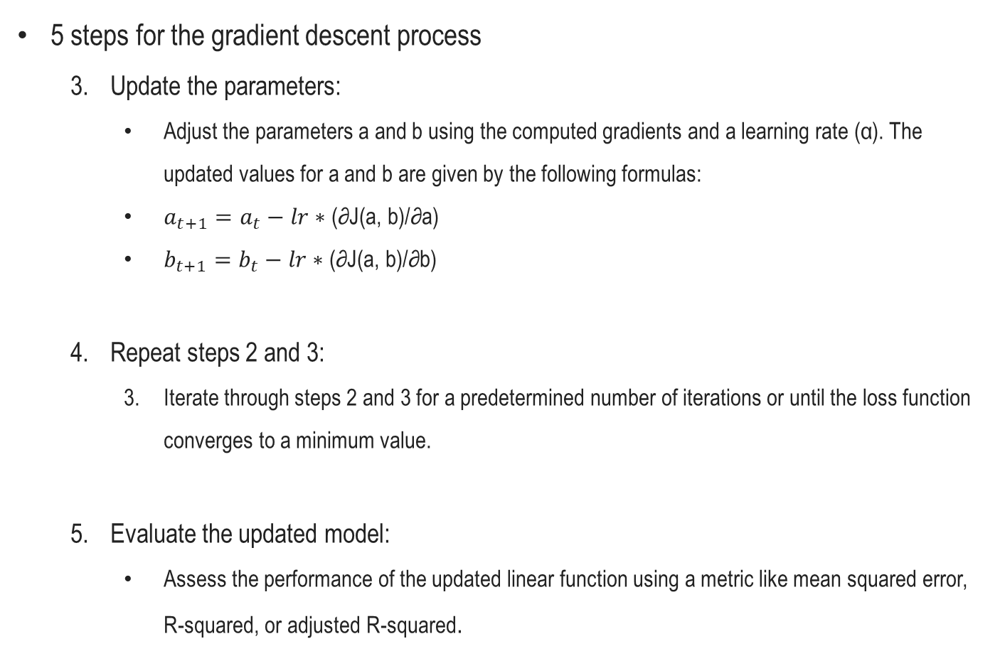 • 5 steps for the gradient descent process
3. Update the parameters:
• Adjust the parameters a and b using the computed gradients and a learning rate (α). The
updated values for a and b are given by the following formulas:
• a_{t+1} = a_t − lr ∗ (∂J(a, b)/∂a)
• b_{t+1} = b_t − lr ∗ (∂J(a, b)/∂b)
4. Repeat steps 2 and 3:
3. Iterate through steps 2 and 3 for a predetermined number of iterations or until the loss function
converges to a minimum value.
5. Evaluate the updated model:
• Assess the performance of the updated linear function using a metric like mean squared error,
R-squared, or adjusted R-squared.